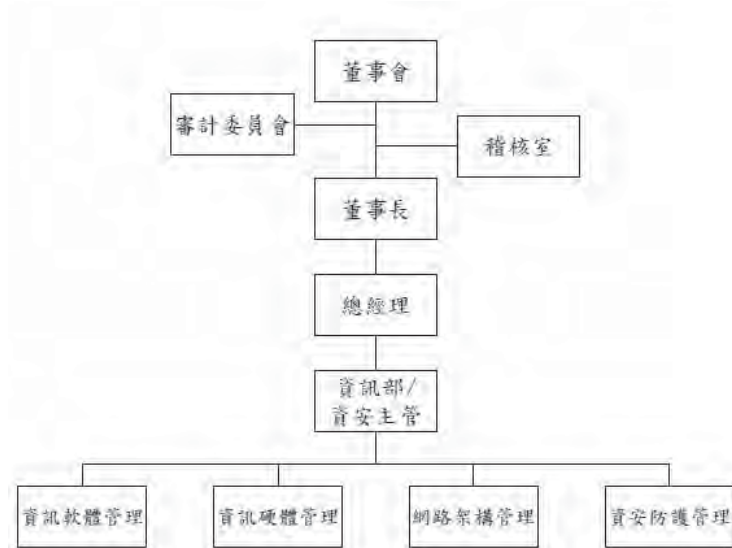 董事會
審計委員會
稽核室
董事長
總經理
資訊部/
資安主管
資訊軟體管理
資訊硬體管理
網路架構管理
資安防護管理